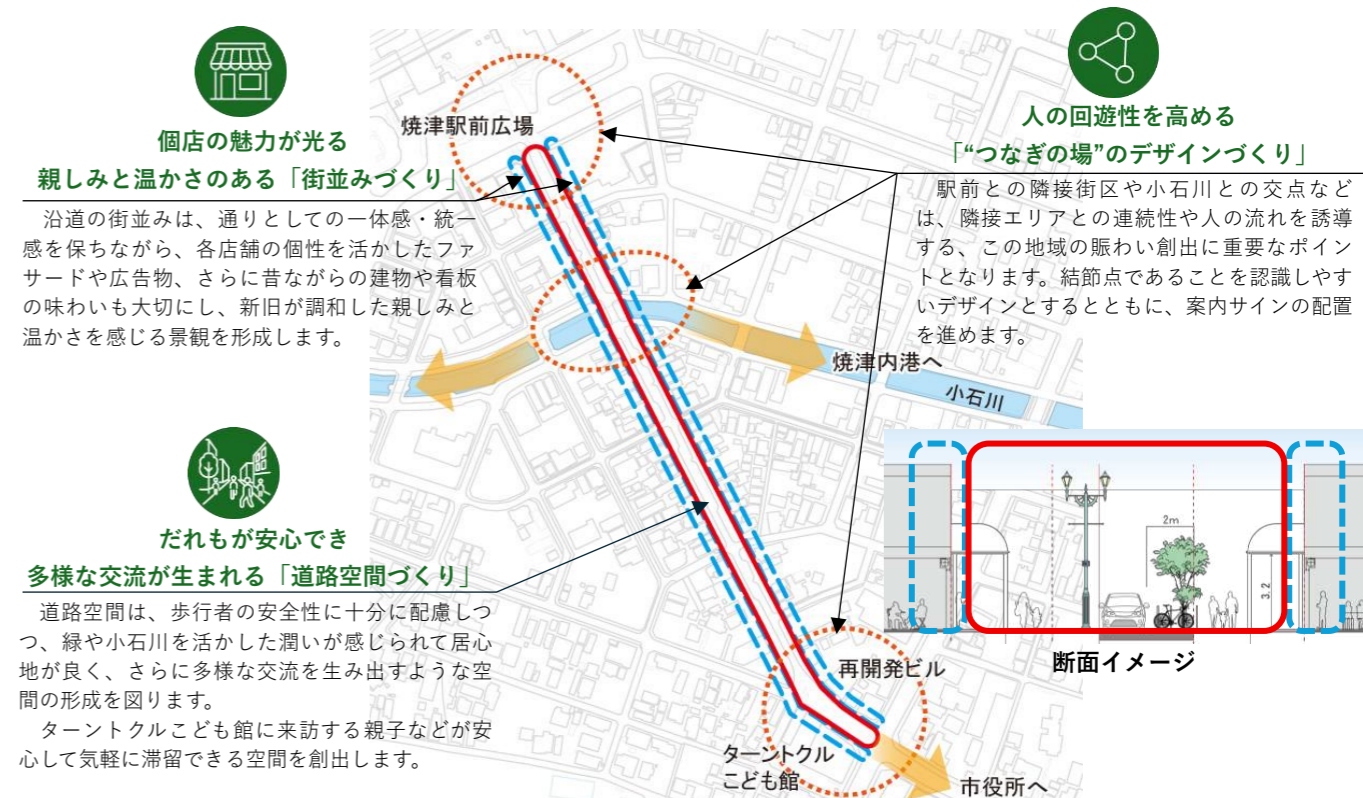 個店の魅力が光る
親しみと温かさのある「街並みづくり」
　沿道の街並みは、通りとしての一体感・統一
感を保ちながら、各店舗の個性を活かしたファ
サードや広告物、さらに昔ながらの建物や看板
の味わいも大切にし、新旧が調和した親しみと
温かさを感じる景観を形成します。
だれもが安心でき
多様な交流が生まれる「道路空間づくり」
　道路空間は、歩行者の安全性に十分に配慮しつ
つ、緑や小石川を活かした潤いが感じられて居心
地が良く、さらに多様な交流を生み出すような空
間の形成を図ります。
　ターントクルこども館に来訪する親子などが安
心して気軽に滞留できる空間を創出します。
焼津駅前広場
焼津内港へ
小石川
再開発ビル
ターントクル
こども館
市役所へ
人の回遊性を高める
「“つなぎの場”のデザインづくり」
　駅前との隣接街区や小石川との交点など
は、隣接エリアとの連続性や人の流れを誘導
する、この地域の賑わい創出に重要なポイン
トとなります。結節点であることを認識しやす
いデザインとするとともに、案内サインの配置
を進めます。
2m
3.2
断面イメージ